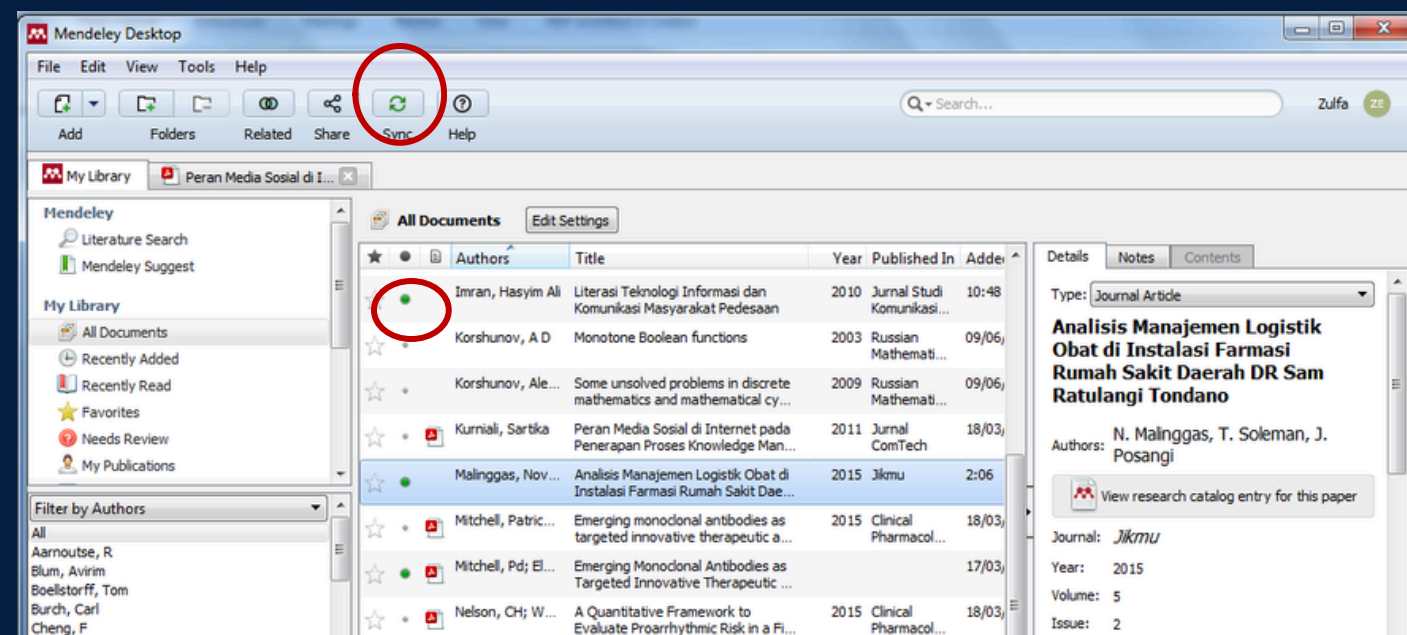 Mendeley Desktop
File Edit View Tools Help
Search...
Zulfa ZE
Add Folders Related Share Sync Help
My Library Peran Media Sosial di I...
Mendeley
Literature Search
Mendeley Suggest
My Library
All Documents
Recently Added
Recently Read
Favorites
Needs Review
My Publications
Filter by Authors
All
Aarnoutse, R
Blum, Avirim
Boellstorff, Tom
Burch, Carl
Cheng, F
All Documents Edit Settings
Authors Title Year Published In Added
Imran, Hasyim Ali Literasi Teknologi Informasi dan 2010 Jurnal Studi 10:48
Komunikasi Masyarakat Pedesaan Komunikasi...
Korshunov, A D Monotone Boolean functions 2003 Russian 09/06/
Mathemati...
Korshunov, Ale... Some unsolved problems in discrete 2009 Russian 09/06/
mathematics and mathematical cy... Mathemati...
Kurniali, Sartika Peran Media Sosial di Internet pada 2011 Jurnal 18/03/
Penerapan Proses Knowledge Man... ComTech
Malinggas, Nov... Analisis Manajemen Logistik Obat di 2015 Jikmu 2:06
Instalasi Farmasi Rumah Sakit Dae...
Mitchell, Patric... Emerging monoclonal antibodies as 2015 Clinical 18/03/
targeted innovative therapeutic a... Pharmacol...
Mitchell, Pd; El... Emerging Monoclonal Antibodies as 17/03/
Targeted Innovative Therapeutic ...
Nelson, CH; W... A Quantitative Framework to 2015 Clinical 18/03/
Evaluate Proarrhythmic Risk in a Fi... Pharmacol...
Details Notes Contents
Type: Journal Article
Analisis Manajemen Logistik
Obat di Instalasi Farmasi
Rumah Sakit Daerah DR Sam
Ratulangi Tondano
Authors: N. Malinggas, T. Soleman, J.
Posangi
View research catalog entry for this paper
Journal: Jikmu
Year: 2015
Volume: 5
Issue: 2